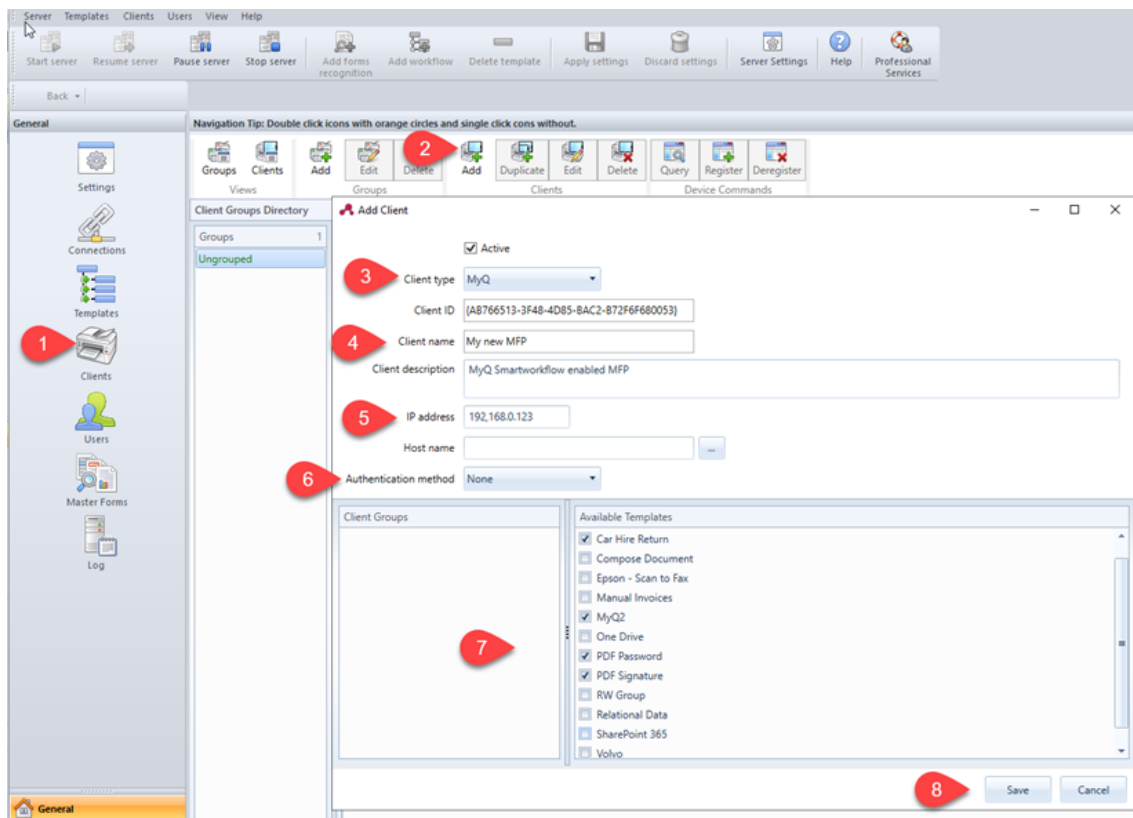 Server Templates Clients Users View Help
Start server Resume server Pause server Stop server Add forms recognition Add workflow Delete template Apply settings Discard settings Server Settings Help Professional Services
Back
General
Navigation Tip: Double click icons with orange circles and single click cons without.
2
Groups Clients Add Edit Delete Add Duplicate Edit Delete Query Register Deregister
Views Groups Clients Device Commands
Settings
Connections
Templates
1
Clients
Users
Master Forms
Log
General
Client Groups Directory
Groups 1
Ungrouped
Add Client
Active
3 Client type MyQ
Client ID {AB766513-3F48-4D85-8AC2-B72F6F680053}
4 Client name My new MFP
Client description MyQ Smartworkflow enabled MFP
5 IP address 192,168.0.123
Host name ...
6 Authentication method None
Client Groups
7
Available Templates
Car Hire Return
Compose Document
Epson - Scan to Fax
Manual Invoices
MyQ2
One Drive
PDF Password
PDF Signature
RW Group
Relational Data
SharePoint 365
Volvo
8 Save Cancel